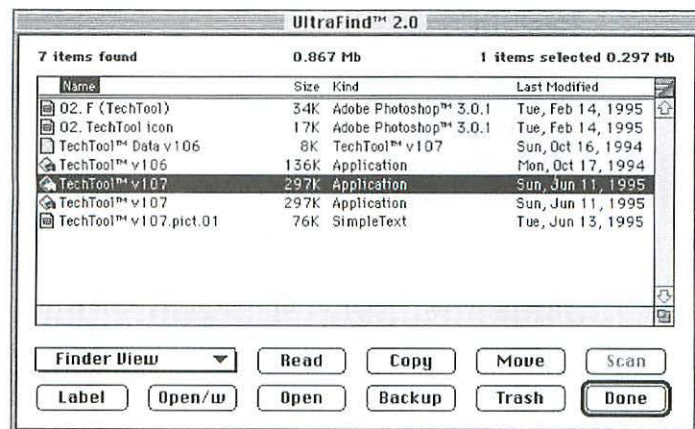 UltraFind™ 2.0
7 items found 0.867 Mb 1 items selected 0.297 Mb
Name Size Kind Last Modified
02. F (TechTool) 34K Adobe Photoshop™ 3.0.1 Tue, Feb 14, 1995
02. TechTool icon 17K Adobe Photoshop™ 3.0.1 Tue, Feb 14, 1995
TechTool™ Data v106 8K TechTool™ v107 Sun, Oct 16, 1994
TechTool™ v106 136K Application Mon, Oct 17, 1994
TechTool™ v107 297K Application Sun, Jun 11, 1995
TechTool™ v107 297K Application Sun, Jun 11, 1995
TechTool™ v107.pict.01 76K SimpleText Tue, Jun 13, 1995
Finder View Read Copy Move Scan
Label Open/w Open Backup Trash Done